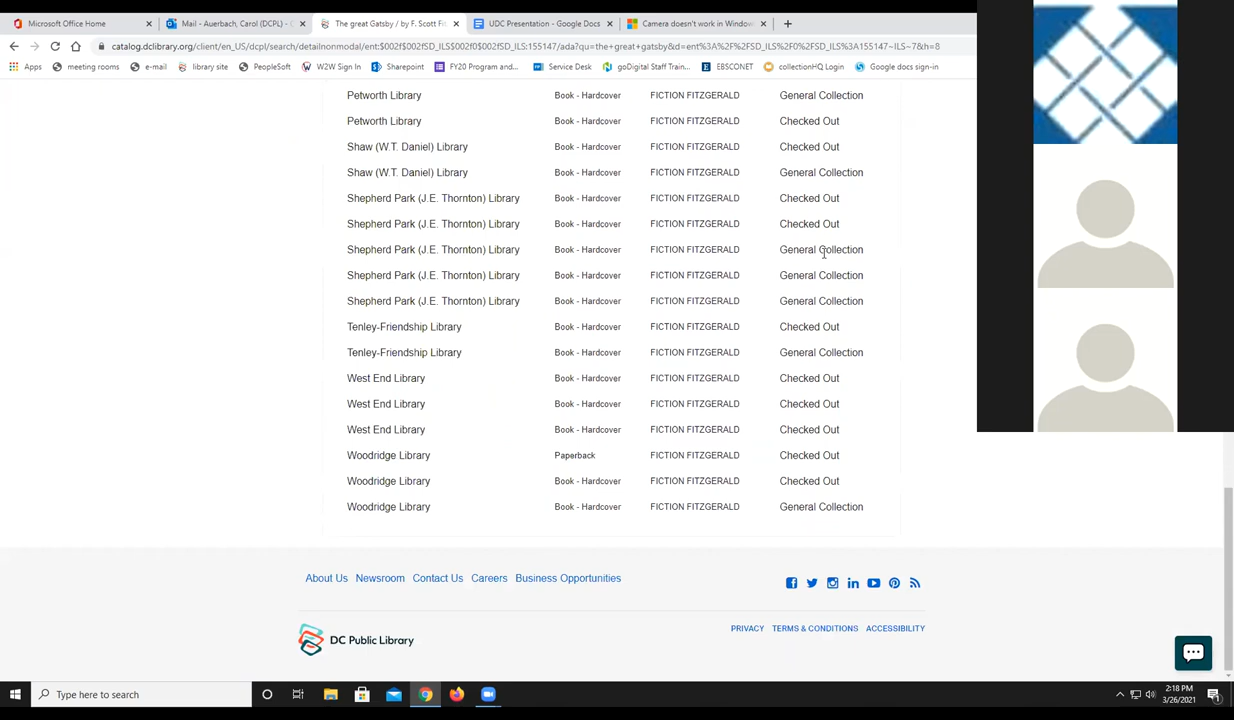 Microsoft Office Home
Mail - Auerbach, Carol (DCPL) - O
The great Gatsby / by F. Scott Fit
UDC Presentation - Google Docs
Camera doesn't work in Window
catalog.dclibrary.org/client/en_US/dcpl/search/detailnonmodal/ent:$002f$002fSD_ILS$002f0$002fSD_ILS:155147/ada?qu=the+great+gatsby&d=ent%3A%2F%2FSD_ILS%2F0%2FSD_ILS%3A155147~ILS~7&h=8
Apps meeting rooms e-mail library site PeopleSoft W2W Sign In Sharepoint FY20 Program and... Service Desk goDigital Staff Train... EBSCONET collectionHQ Login Google docs sign-in
Petworth Library Book - Hardcover FICTION FITZGERALD General Collection
Petworth Library Book - Hardcover FICTION FITZGERALD Checked Out
Shaw (W.T. Daniel) Library Book - Hardcover FICTION FITZGERALD Checked Out
Shaw (W.T. Daniel) Library Book - Hardcover FICTION FITZGERALD General Collection
Shepherd Park (J.E. Thornton) Library Book - Hardcover FICTION FITZGERALD Checked Out
Shepherd Park (J.E. Thornton) Library Book - Hardcover FICTION FITZGERALD Checked Out
Shepherd Park (J.E. Thornton) Library Book - Hardcover FICTION FITZGERALD General Collection
Shepherd Park (J.E. Thornton) Library Book - Hardcover FICTION FITZGERALD General Collection
Shepherd Park (J.E. Thornton) Library Book - Hardcover FICTION FITZGERALD General Collection
Tenley-Friendship Library Book - Hardcover FICTION FITZGERALD Checked Out
Tenley-Friendship Library Book - Hardcover FICTION FITZGERALD General Collection
West End Library Book - Hardcover FICTION FITZGERALD Checked Out
West End Library Book - Hardcover FICTION FITZGERALD Checked Out
West End Library Book - Hardcover FICTION FITZGERALD Checked Out
Woodridge Library Paperback FICTION FITZGERALD Checked Out
Woodridge Library Book - Hardcover FICTION FITZGERALD Checked Out
Woodridge Library Book - Hardcover FICTION FITZGERALD General Collection
About Us Newsroom Contact Us Careers Business Opportunities
DC Public Library
PRIVACY TERMS & CONDITIONS ACCESSIBILITY
Type here to search
2:18 PM
3/26/2021